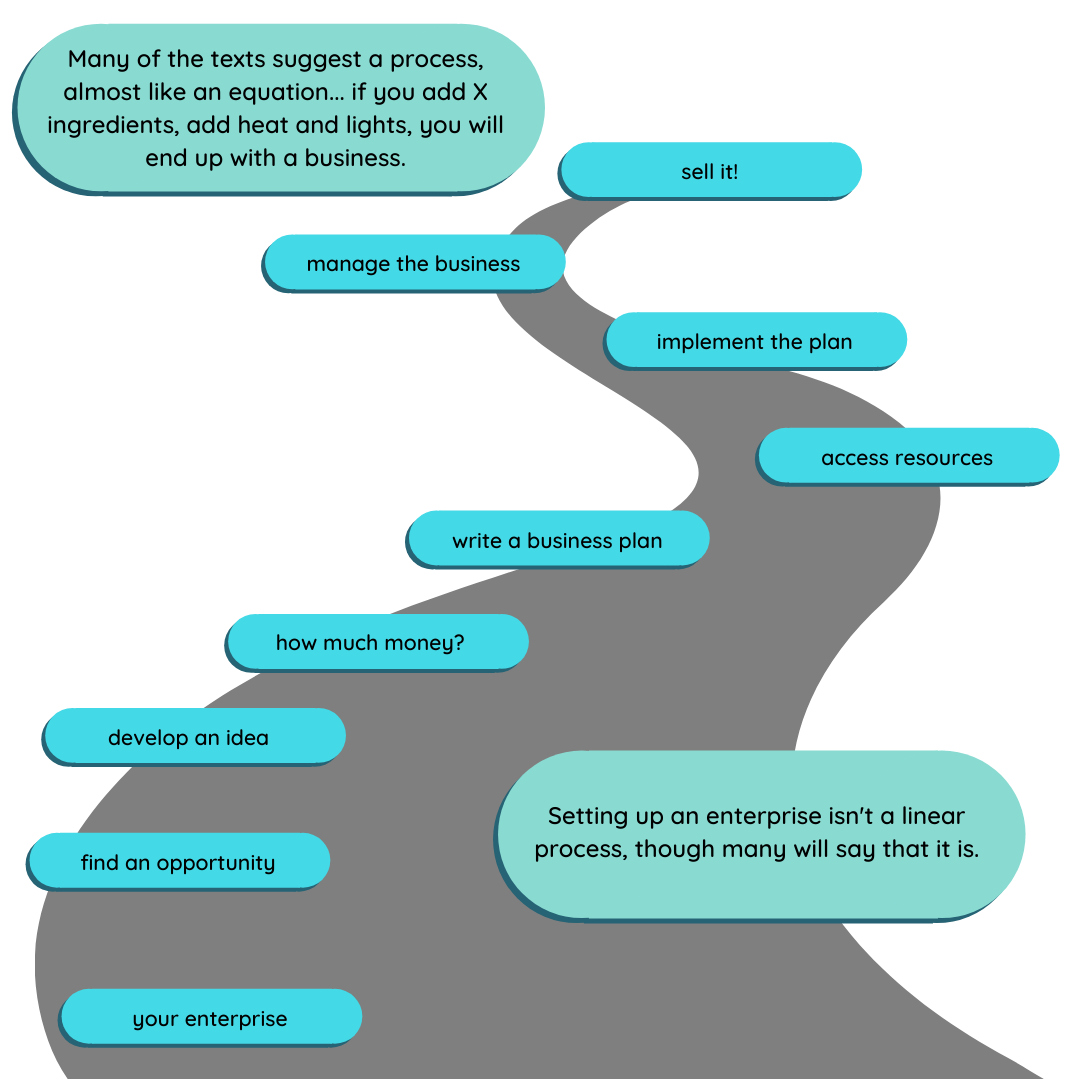 Many of the texts suggest a process,
almost like an equation... if you add X
ingredients, add heat and lights, you will
end up with a business.
sell it!
manage the business
implement the plan
access resources
write a business plan
how much money?
develop an idea
Setting up an enterprise isn't a linear
process, though many will say that it is.
find an opportunity
your enterprise